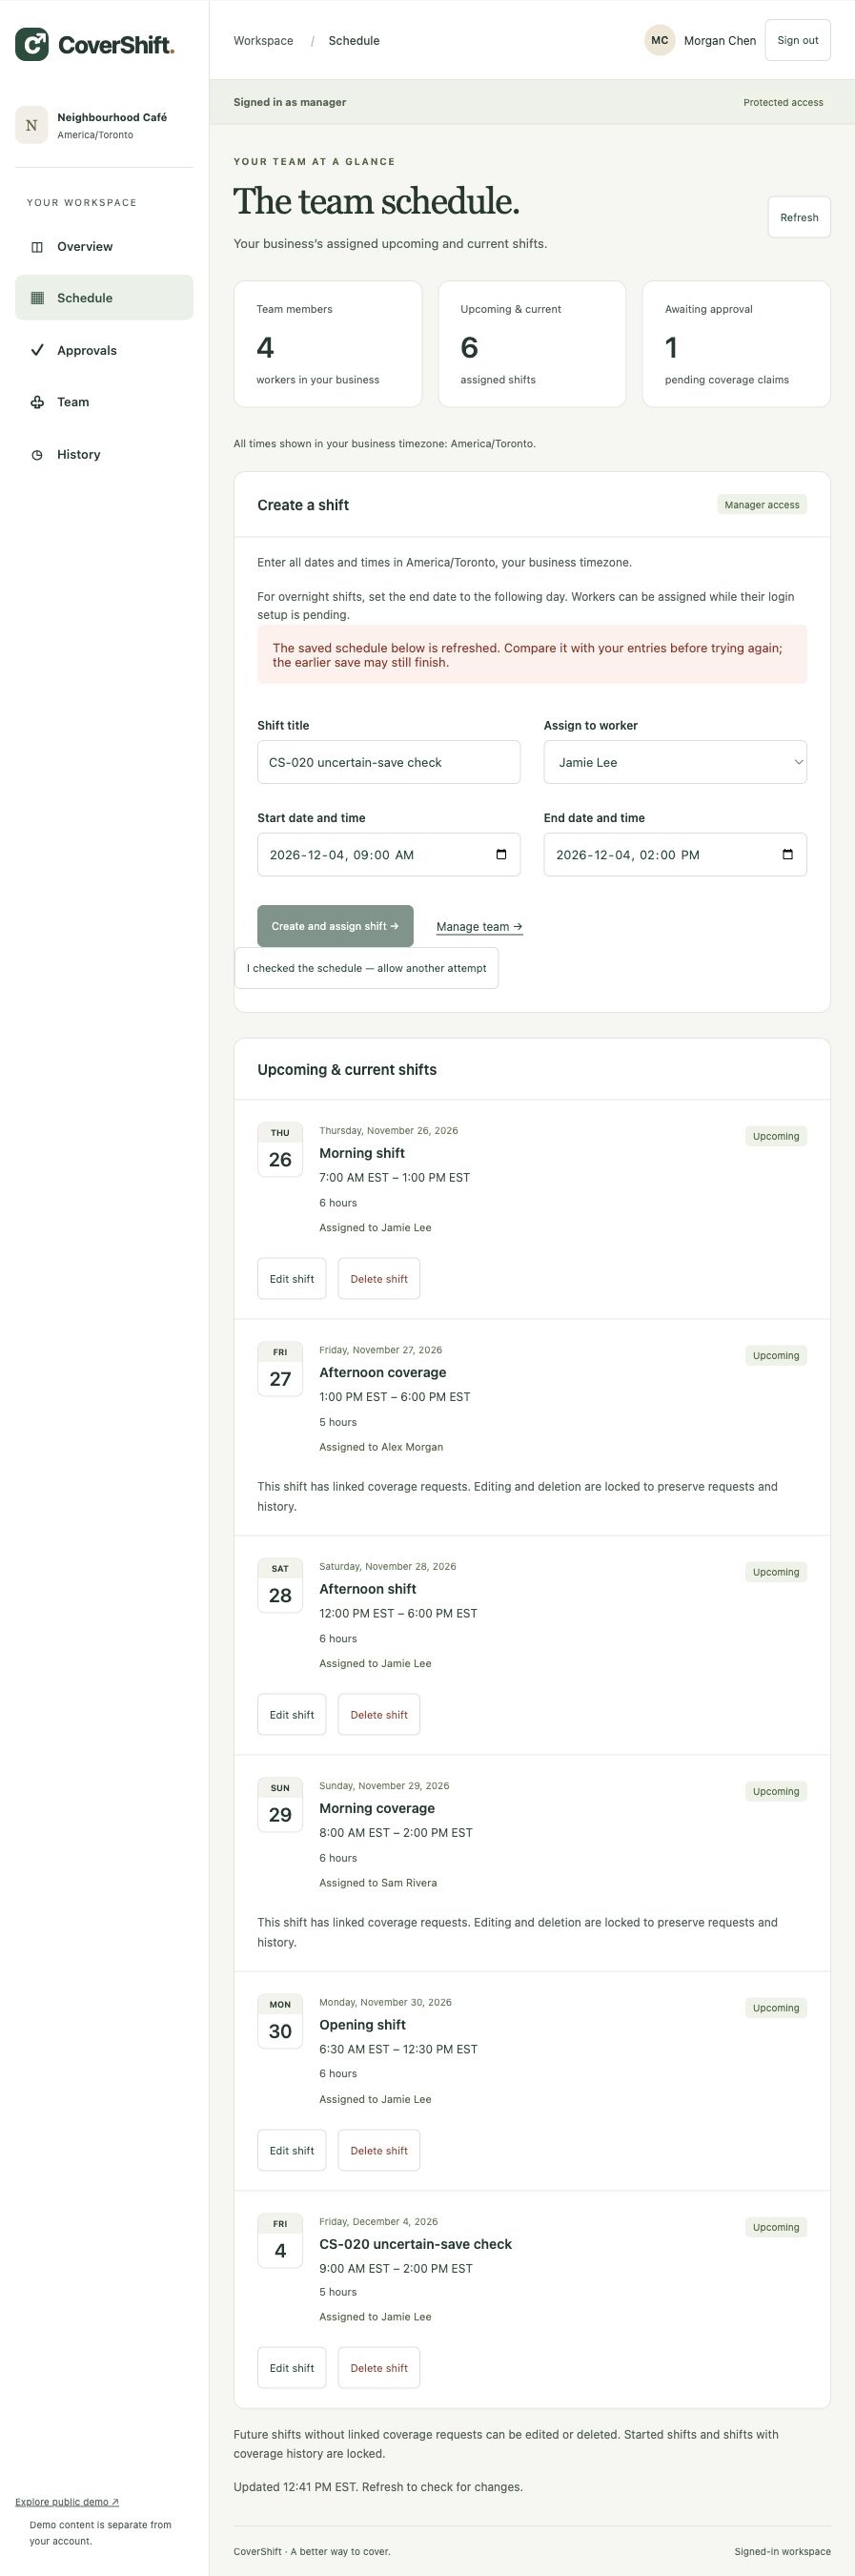 CoverShift.
Workspace / Schedule
MC Morgan Chen Sign out
N
Neighbourhood Café
America/Toronto
YOUR WORKSPACE
Overview
Schedule
Approvals
Team
History
Signed in as manager
Protected access
YOUR TEAM AT A GLANCE
The team schedule.
Your business's assigned upcoming and current shifts.
Refresh
Team members
4
workers in your business
Upcoming & current
6
assigned shifts
Awaiting approval
1
pending coverage claims
All times shown in your business timezone: America/Toronto.
Create a shift
Manager access
Enter all dates and times in America/Toronto, your business timezone.
For overnight shifts, set the end date to the following day. Workers can be assigned while their login
setup is pending.
The saved schedule below is refreshed. Compare it with your entries before trying again;
the earlier save may still finish.
Shift title
CS-020 uncertain-save check
Assign to worker
Jamie Lee
Start date and time
2026-12-04, 09:00 AM
End date and time
2026-12-04, 02:00 PM
Create and assign shift →
Manage team →
I checked the schedule — allow another attempt
Upcoming & current shifts
THU
26
Thursday, November 26, 2026
Morning shift
7:00 AM EST – 1:00 PM EST
6 hours
Assigned to Jamie Lee
Upcoming
Edit shift
Delete shift
FRI
27
Friday, November 27, 2026
Afternoon coverage
1:00 PM EST – 6:00 PM EST
5 hours
Assigned to Alex Morgan
Upcoming
This shift has linked coverage requests. Editing and deletion are locked to preserve requests and
history.
SAT
28
Saturday, November 28, 2026
Afternoon shift
12:00 PM EST – 6:00 PM EST
6 hours
Assigned to Jamie Lee
Upcoming
Edit shift
Delete shift
SUN
29
Sunday, November 29, 2026
Morning coverage
8:00 AM EST – 2:00 PM EST
6 hours
Assigned to Sam Rivera
Upcoming
This shift has linked coverage requests. Editing and deletion are locked to preserve requests and
history.
MON
30
Monday, November 30, 2026
Opening shift
6:30 AM EST – 12:30 PM EST
6 hours
Assigned to Jamie Lee
Upcoming
Edit shift
Delete shift
FRI
4
Friday, December 4, 2026
CS-020 uncertain-save check
9:00 AM EST – 2:00 PM EST
5 hours
Assigned to Jamie Lee
Upcoming
Edit shift
Delete shift
Future shifts without linked coverage requests can be edited or deleted. Started shifts and shifts with
coverage history are locked.
Updated 12:41 PM EST. Refresh to check for changes.
Explore public demo ↗
Demo content is separate from
your account.
CoverShift · A better way to cover.
Signed-in workspace